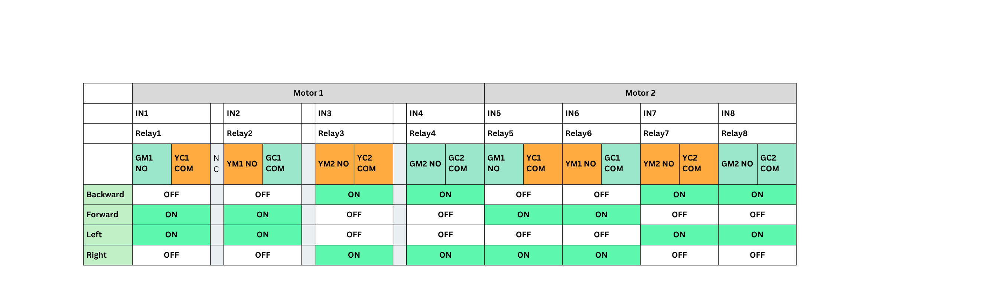 Motor 1 Motor 2
IN1 IN2 IN3 IN4 IN5 IN6 IN7 IN8
Relay1 Relay2 Relay3 Relay4 Relay5 Relay6 Relay7 Relay8
GM1 NO YC1 COM NC YM1 NO GC1 COM YM2 NO YC2 COM GM2 NO GC2 COM GM1 NO YC1 COM YM1 NO GC1 COM YM2 NO YC2 COM GM2 NO GC2 COM
Backward OFF OFF ON ON OFF OFF ON ON
Forward ON ON OFF OFF ON ON OFF OFF
Left ON ON OFF OFF OFF OFF ON ON
Right OFF OFF ON ON ON ON OFF OFF